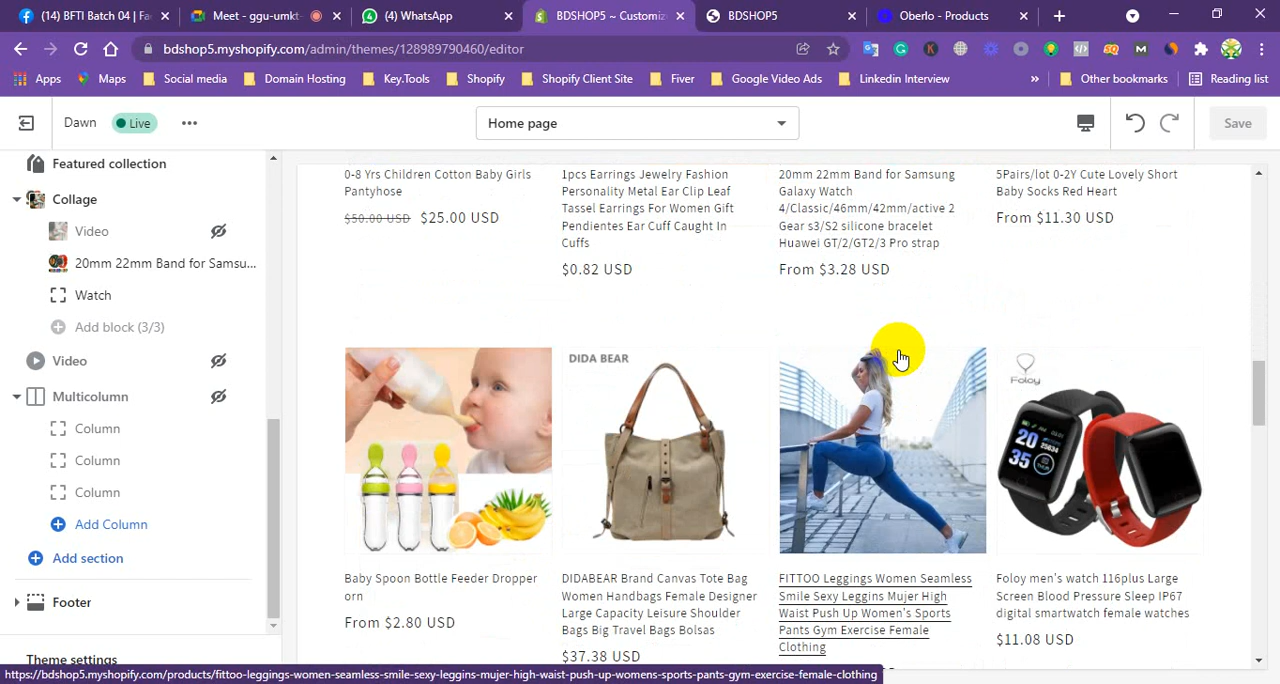 (14) BFTI Batch 04 | Fa
Meet - ggu-umkt-
(4) WhatsApp
BDSHOP5 ~ Customiz
BDSHOP5
Oberlo - Products
bdshop5.myshopify.com/admin/themes/128989790460/editor
Apps
Maps
Social media
Domain Hosting
Key.Tools
Shopify
Shopify Client Site
Fiver
Google Video Ads
Linkedin Interview
»
Other bookmarks
Reading list
Dawn
Live
Home page
Save
Featured collection
Collage
Video
20mm 22mm Band for Samsu...
Watch
Add block (3/3)
Video
Multicolumn
Column
Column
Column
Add Column
Add section
Footer
Theme settings
0-8 Yrs Children Cotton Baby Girls
Pantyhose
$50.00 USD $25.00 USD
1pcs Earrings Jewelry Fashion
Personality Metal Ear Clip Leaf
Tassel Earrings For Women Gift
Pendientes Ear Cuff Caught In
Cuffs
$0.82 USD
20mm 22mm Band for Samsung
Galaxy Watch
4/Classic/46mm/42mm/active 2
Gear s3/S2 silicone bracelet
Huawei GT/2/GT2/3 Pro strap
From $3.28 USD
5Pairs/lot 0-2Y Cute Lovely Short
Baby Socks Red Heart
From $11.30 USD
DIDA BEAR
Foloy
20
35
Baby Spoon Bottle Feeder Dropper
orn
From $2.80 USD
DIDABEAR Brand Canvas Tote Bag
Women Handbags Female Designer
Large Capacity Leisure Shoulder
Bags Big Travel Bags Bolsas
$37.38 USD
FITTOO Leggings Women Seamless
Smile Sexy Leggins Mujer High
Waist Push Up Women's Sports
Pants Gym Exercise Female
Clothing
Foloy men's watch 116plus Large
Screen Blood Pressure Sleep IP67
digital smartwatch female watches
$11.08 USD
https://bdshop5.myshopify.com/products/fittoo-leggings-women-seamless-smile-sexy-leggins-mujer-high-waist-push-up-womens-sports-pants-gym-exercise-female-clothing